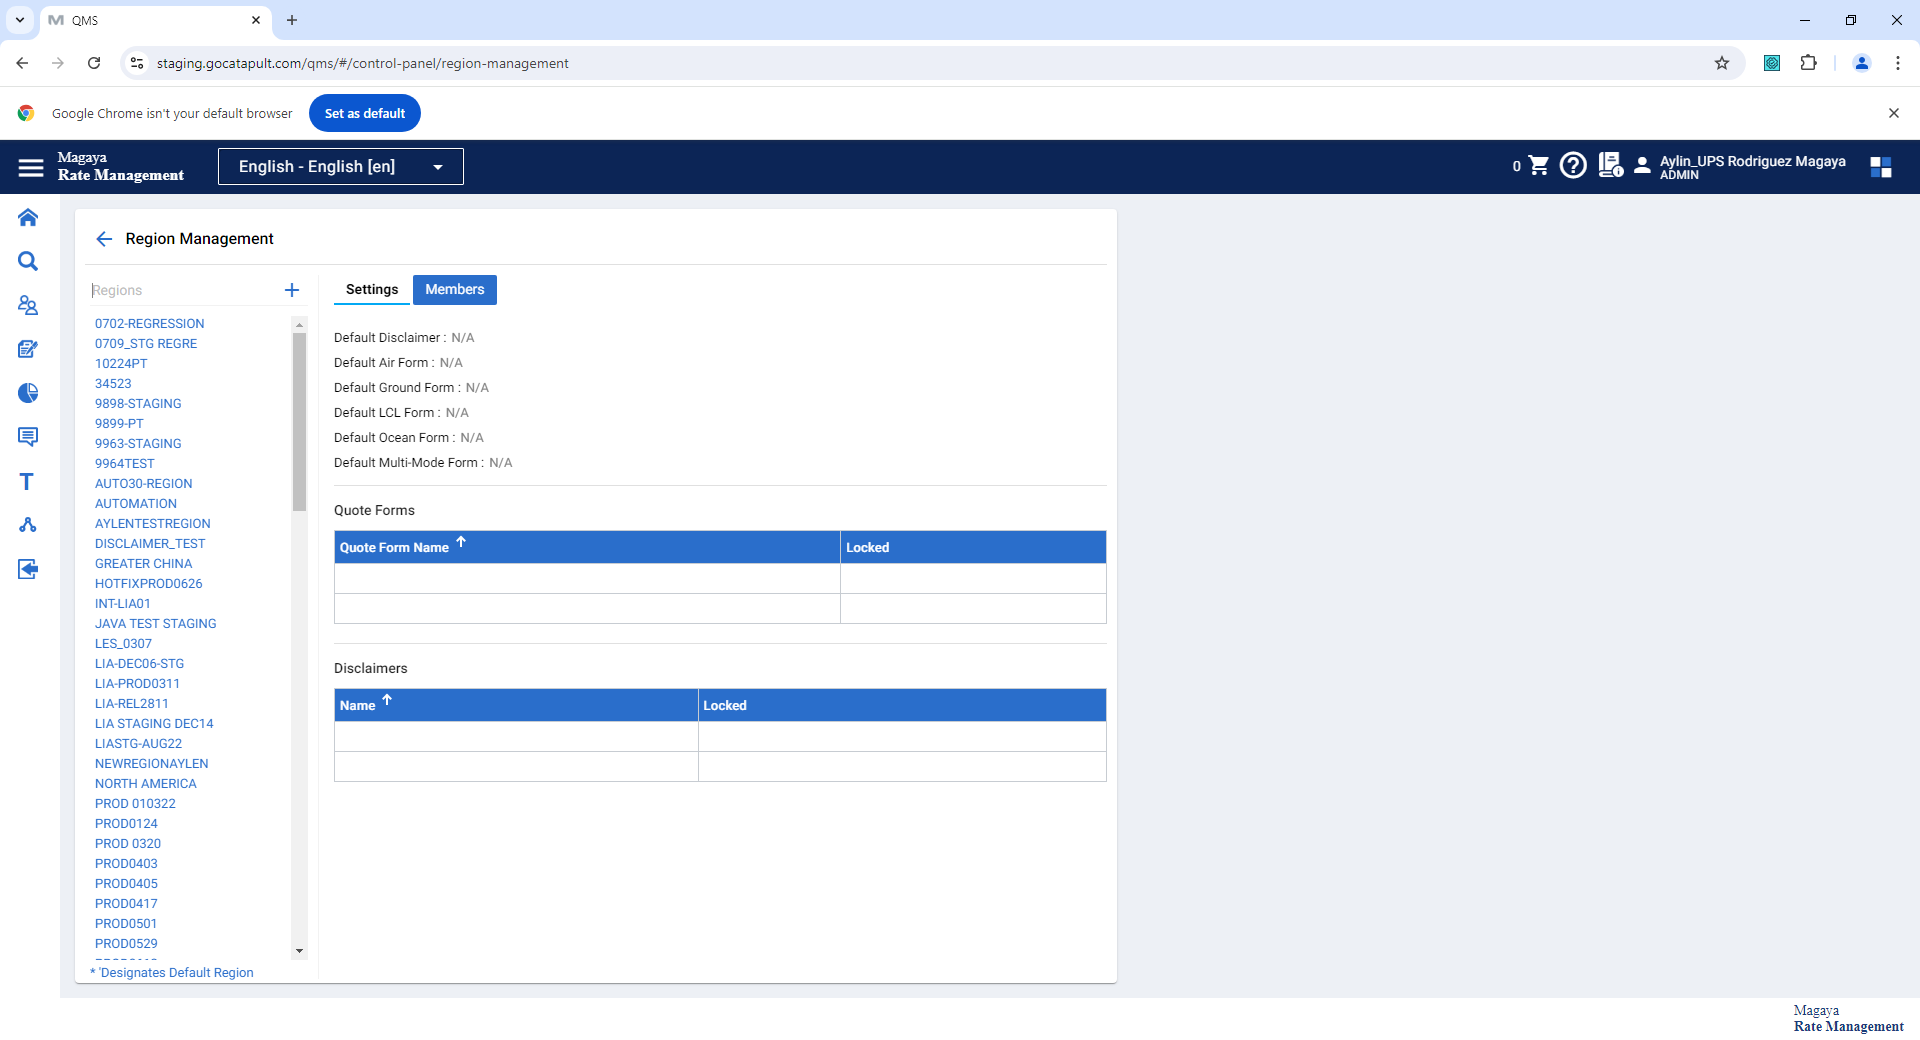 QMS
staging.gocatapult.com/qms/#/control-panel/region-management
Google Chrome isn't your default browser
Set as default
Magaya
Rate Management
English - English [en]
0
Aylin_UPS Rodriguez Magaya
ADMIN
Region Management
Regions
Settings
Members
0702-REGRESSION
0709_STG REGRE
10224PT
34523
9898-STAGING
9899-PT
9963-STAGING
9964TEST
AUTO30-REGION
AUTOMATION
AYLENTESTREGION
DISCLAIMER_TEST
GREATER CHINA
HOTFIXPROD0626
INT-LIA01
JAVA TEST STAGING
LES_0307
LIA-DEC06-STG
LIA-PROD0311
LIA-REL2811
LIA STAGING DEC14
LIASTG-AUG22
NEWREGIONAYLEN
NORTH AMERICA
PROD 010322
PROD0124
PROD 0320
PROD0403
PROD0405
PROD0417
PROD0501
PROD0529
* 'Designates Default Region
Default Disclaimer : N/A
Default Air Form : N/A
Default Ground Form : N/A
Default LCL Form : N/A
Default Ocean Form : N/A
Default Multi-Mode Form : N/A
Quote Forms
Quote Form Name
Locked
Disclaimers
Name
Locked
Magaya
Rate Management